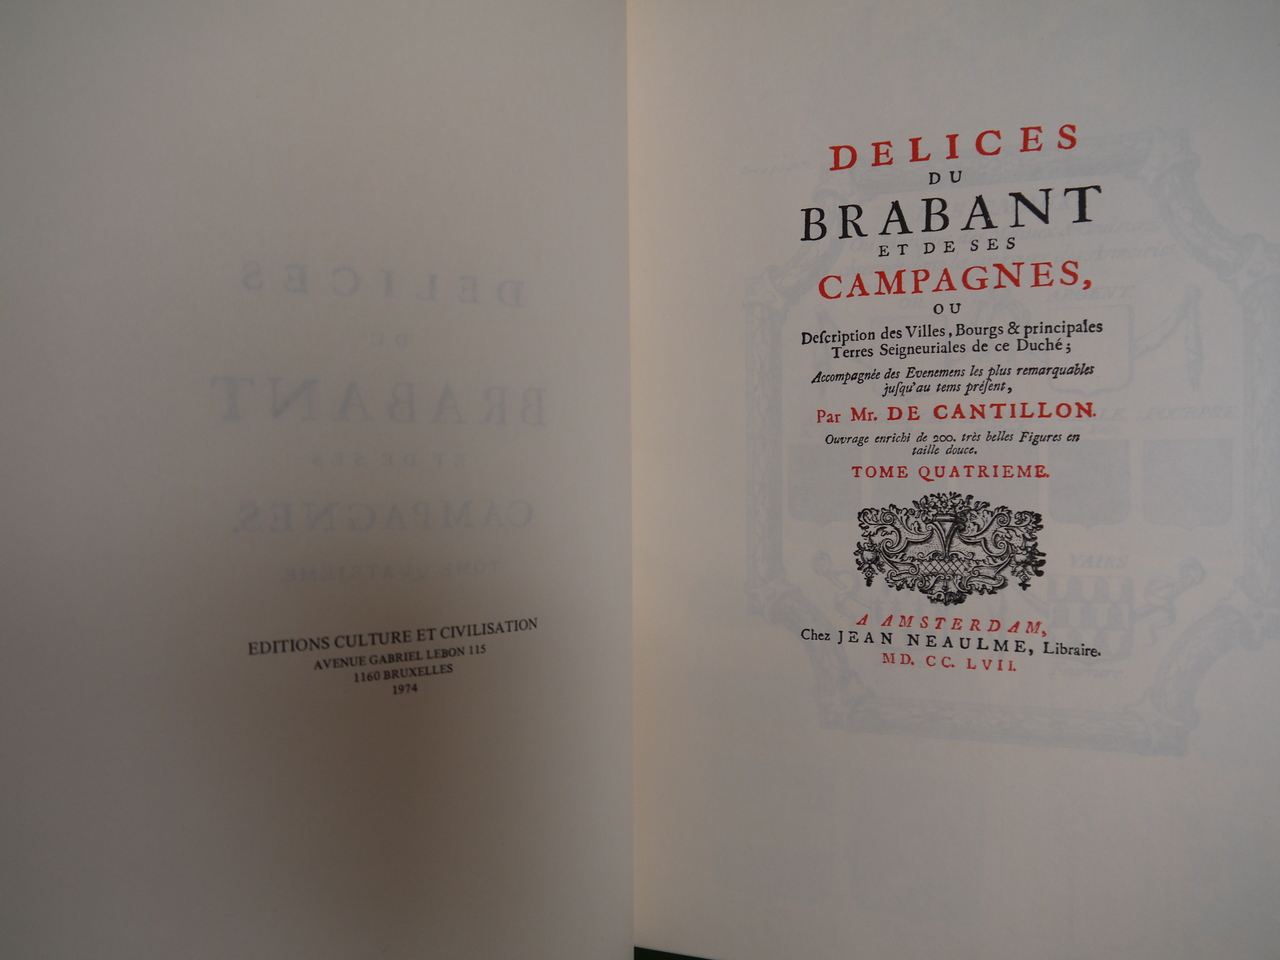 EDITIONS CULTURE ET CIVILISATION
AVENUE GABRIEL LEBON 115
1160 BRUXELLES
1974
DELICES
DU
BRABANT
ET DE SES
CAMPAGNES,
OU
Deſcription des Villes, Bourgs & principales
Terres Seigneuriales de ce Duché;
Accompagnée des Evenemens les plus remarquables
juſqu'au tems préſent,
Par Mr. DE CANTILLON.
Ouvrage enrichi de 200. très belles Figures en
taille douce.
TOME QUATRIEME.
A AMSTERDAM,
Chez JEAN NEAULME, Libraire.
MD. CC. LVII.